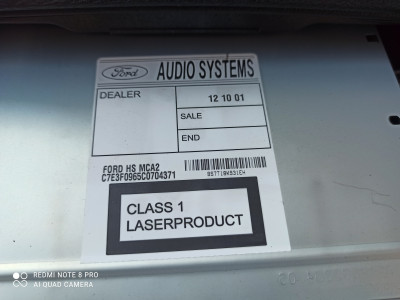 Ford AUDIO SYSTEMS
DEALER
12 10 01
SALE
END
FORD HS MCA2
C7E3F0965C0704371
CLASS 1
LASERPRODUCT
REDMI NOTE 8 PRO
AI QUAD CAMERA